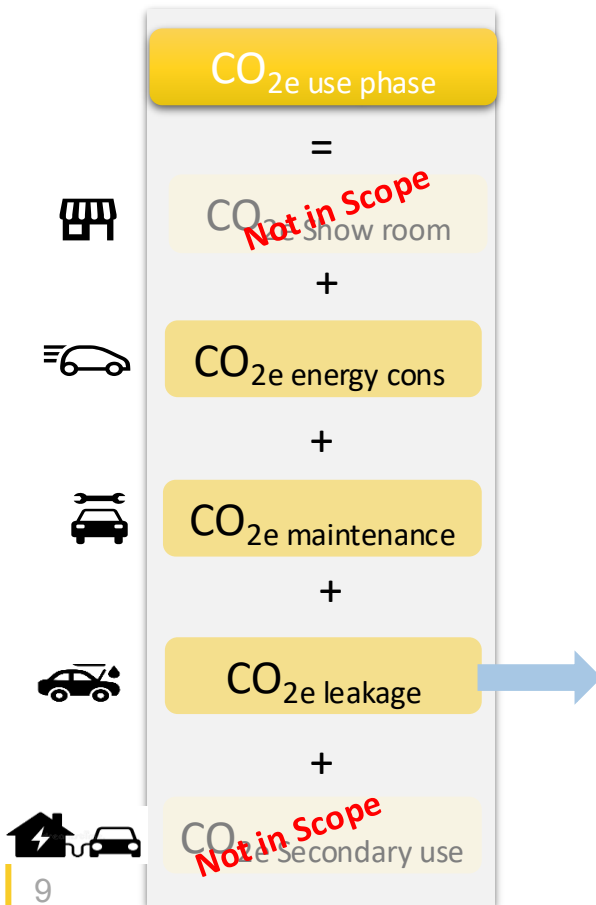 CO2e use phase
=
CO2e Show room
Not in Scope
+
CO2e energy cons
+
CO2e maintenance
+
CO2e leakage
+
CO2e Secondary use
Not in Scope
9